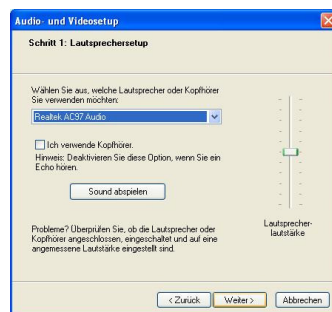 Audio- und Videosetup
Schritt 1: Lautsprechersetup
Wählen Sie aus, welche Lautsprecher oder Kopfhörer
Sie verwenden möchten:
Realtek AC97 Audio
Ich verwende Kopfhörer.
Hinweis: Deaktivieren Sie diese Option, wenn Sie ein
Echo hören.
Sound abspielen
Probleme? Überprüfen Sie, ob die Lautsprecher oder
Kopfhörer angeschlossen, eingeschaltet und auf eine
angemessene Lautstärke eingestellt sind.
Lautsprecher-
lautstärke
< Zurück
Weiter >
Abbrechen